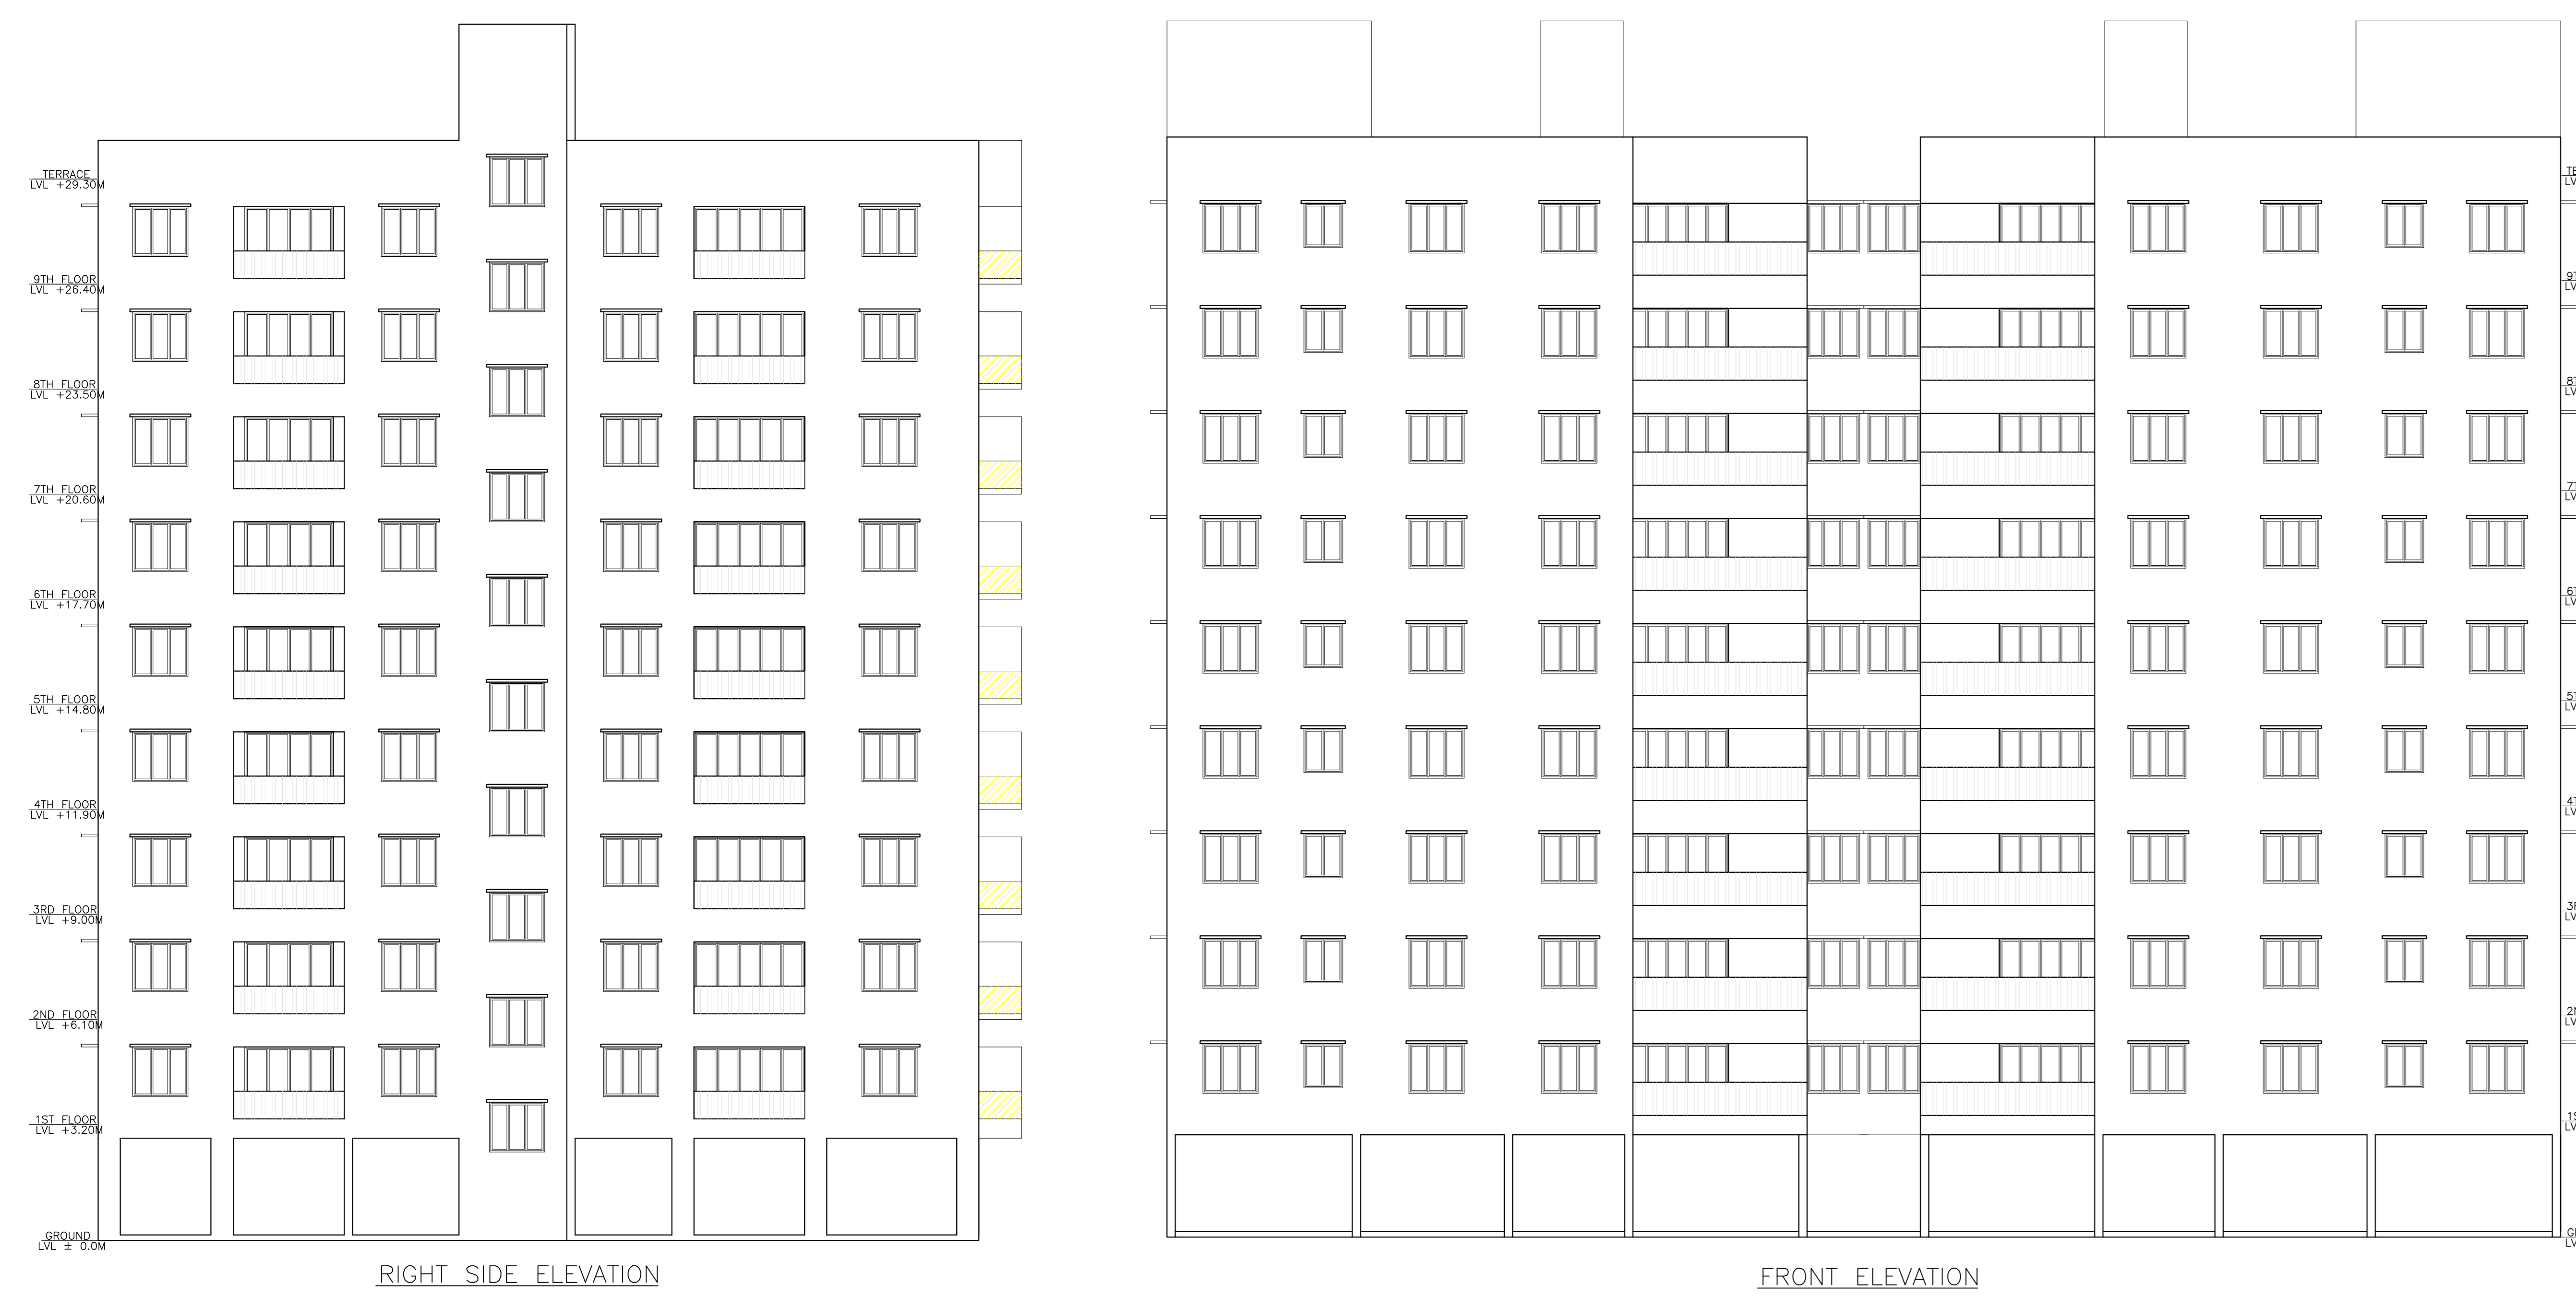 TERRACE
LVL +29.30M
9TH FLOOR
LVL +26.40M
8TH FLOOR
LVL +23.50M
7TH FLOOR
LVL +20.60M
6TH FLOOR
LVL +17.70M
5TH FLOOR
LVL +14.80M
4TH FLOOR
LVL +11.90M
3RD FLOOR
LVL +9.00M
2ND FLOOR
LVL +6.10M
1ST FLOOR
LVL +3.20M
GROUND
LVL ± 0.0M
RIGHT SIDE ELEVATION
FRONT ELEVATION